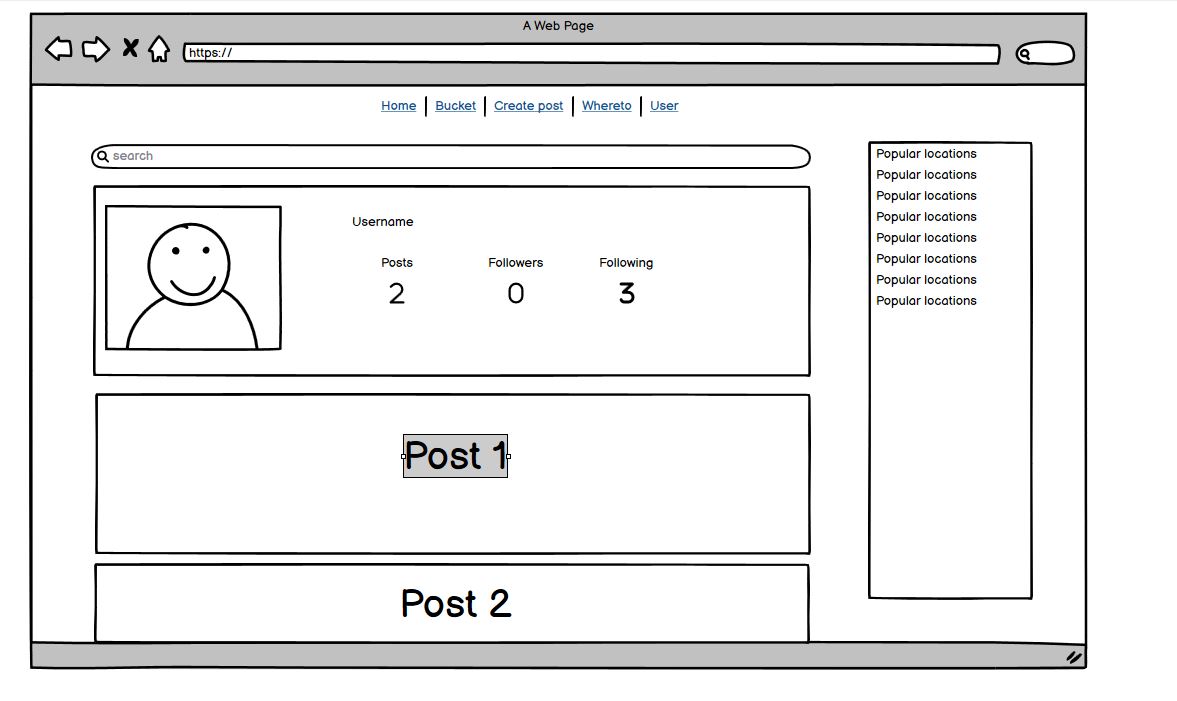 A Web Page
https://
Home Bucket Create post Whereto User
search
Username
Posts Followers Following
2 0 3
Post 1
Post 2
Popular locations
Popular locations
Popular locations
Popular locations
Popular locations
Popular locations
Popular locations
Popular locations